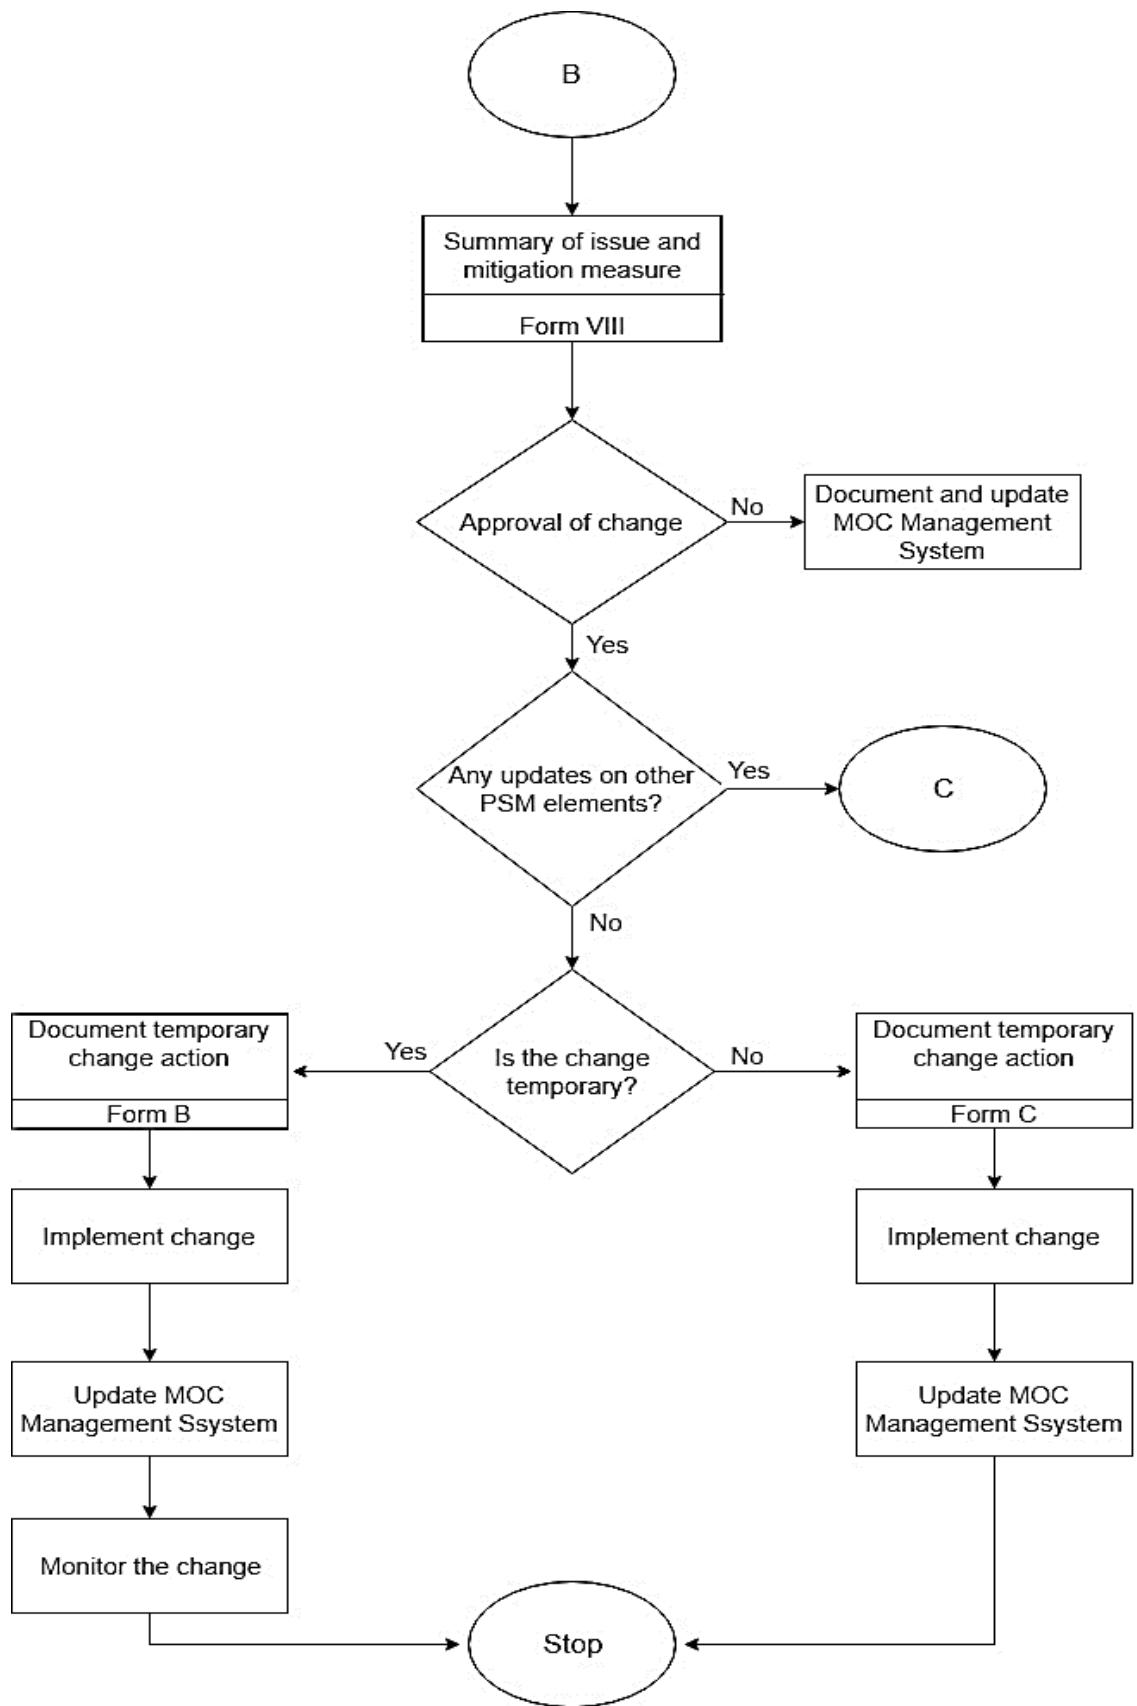 B
Summary of issue and
mitigation measure
Form VIII
Approval of change
No
Document and update
MOC Management
System
Yes
Any updates on other
PSM elements?
Yes
C
No
Is the change
temporary?
Yes
Document temporary
change action
Form B
Implement change
Update MOC
Management Ssystem
Monitor the change
No
Document temporary
change action
Form C
Implement change
Update MOC
Management Ssystem
Stop